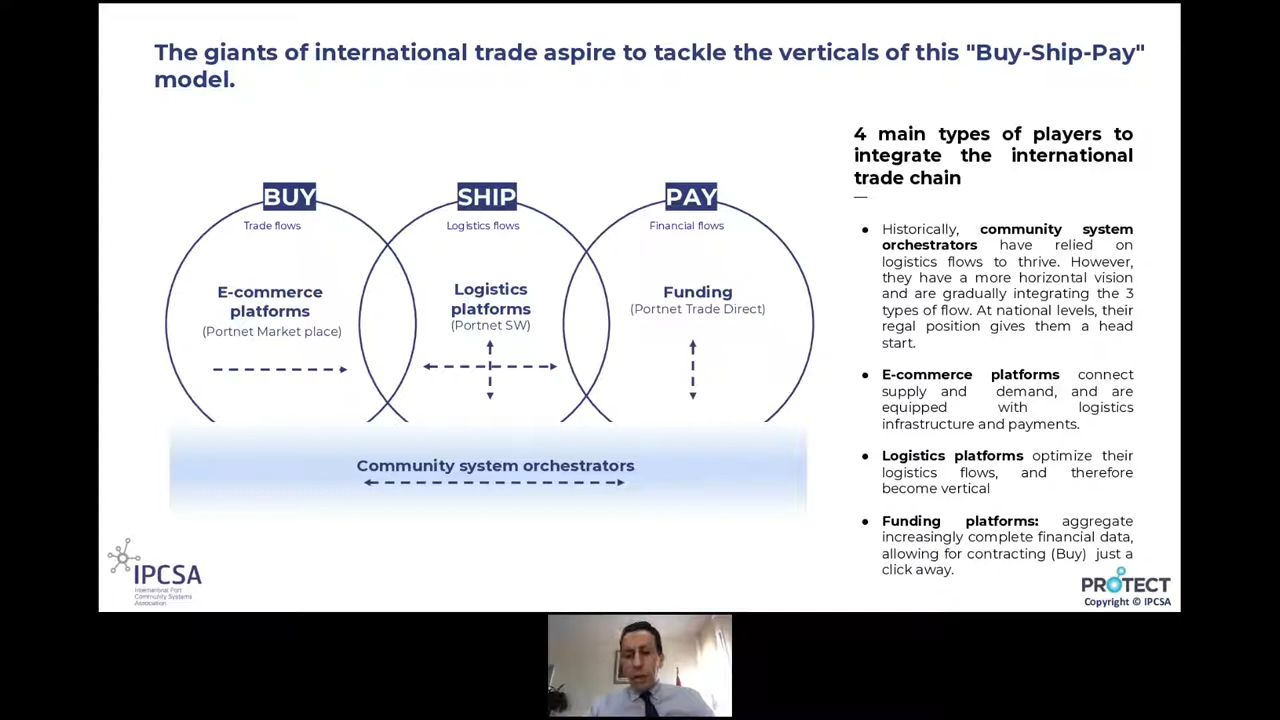 The giants of international trade aspire to tackle the verticals of this "Buy-Ship-Pay"
model.
BUY
Trade flows
E-commerce
platforms
(Portnet Market place)
SHIP
Logistics flows
Logistics
platforms
(Portnet SW)
PAY
Financial flows
Funding
(Portnet Trade Direct)
Community system orchestrators
4 main types of players to
integrate the international
trade chain
—
● Historically, community system
orchestrators have relied on
logistics flows to thrive. However,
they have a more horizontal vision
and are gradually integrating the 3
types of flow. At national levels, their
regal position gives them a head
start.
● E-commerce platforms connect
supply and demand, and are
equipped with logistics
infrastructure and payments.
● Logistics platforms optimize their
logistics flows, and therefore
become vertical
● Funding platforms: aggregate
increasingly complete financial data,
allowing for contracting (Buy) just a
click away.
IPCSA
International Port
Community Systems
Association
PROTECT
Copyright © IPCSA